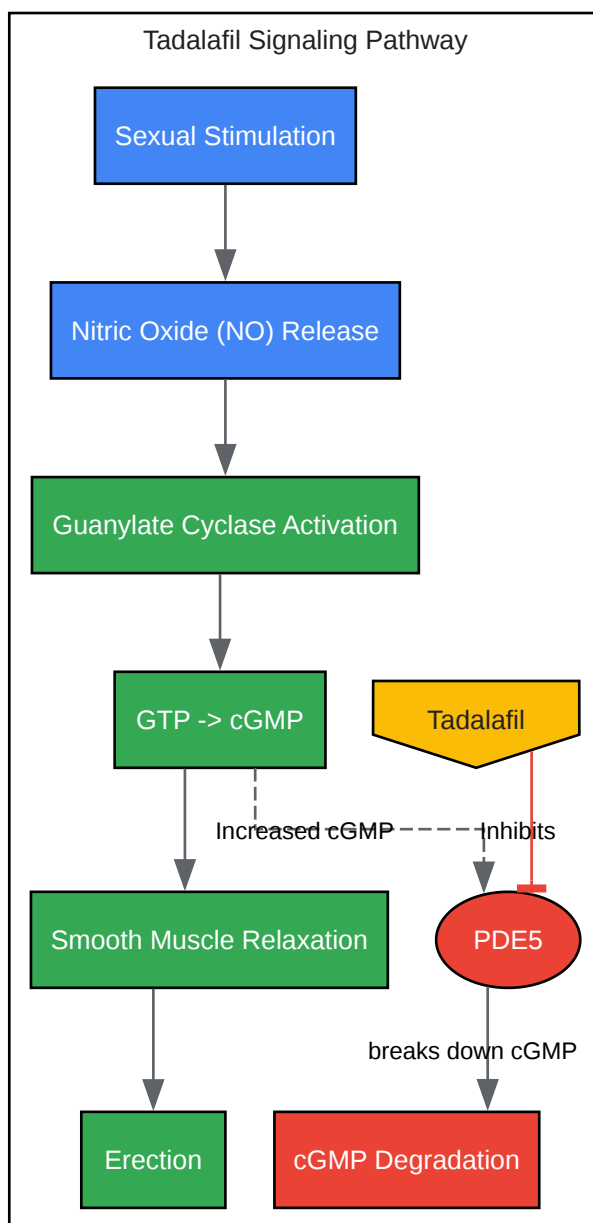 Tadalafil Signaling Pathway
Sexual Stimulation
Nitric Oxide (NO) Release
Guanylate Cyclase Activation
GTP -> cGMP
Tadalafil
Increased cGMP
Inhibits
Smooth Muscle Relaxation
PDE5
breaks down cGMP
Erection
cGMP Degradation